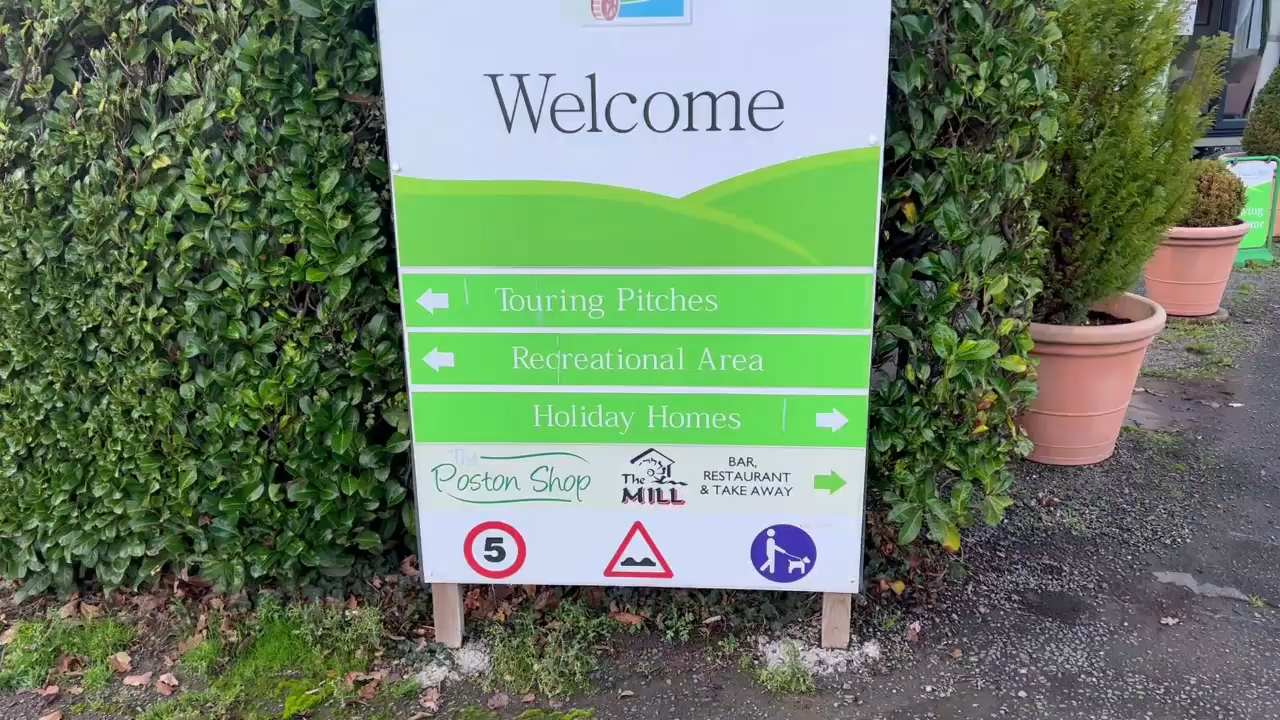 Welcome
Touring Pitches
Recreational Area
Holiday Homes
The
Poston Shop
The
MILL
BAR,
RESTAURANT
& TAKE AWAY
5